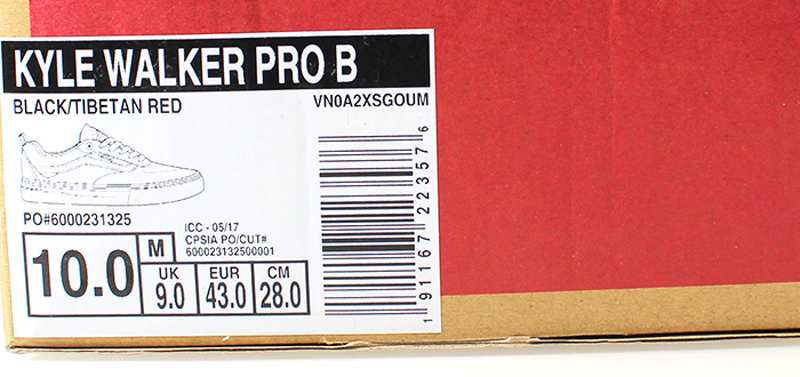 KYLE WALKER PRO B
BLACK/TIBETAN RED
VN0A2XSGOUM
PO#6000231325
ICC - 05/17
CPSIA PO/CUT#
600023132500001
10.0
M
UK
9.0
EUR
43.0
CM
28.0
1 91167 22357 6